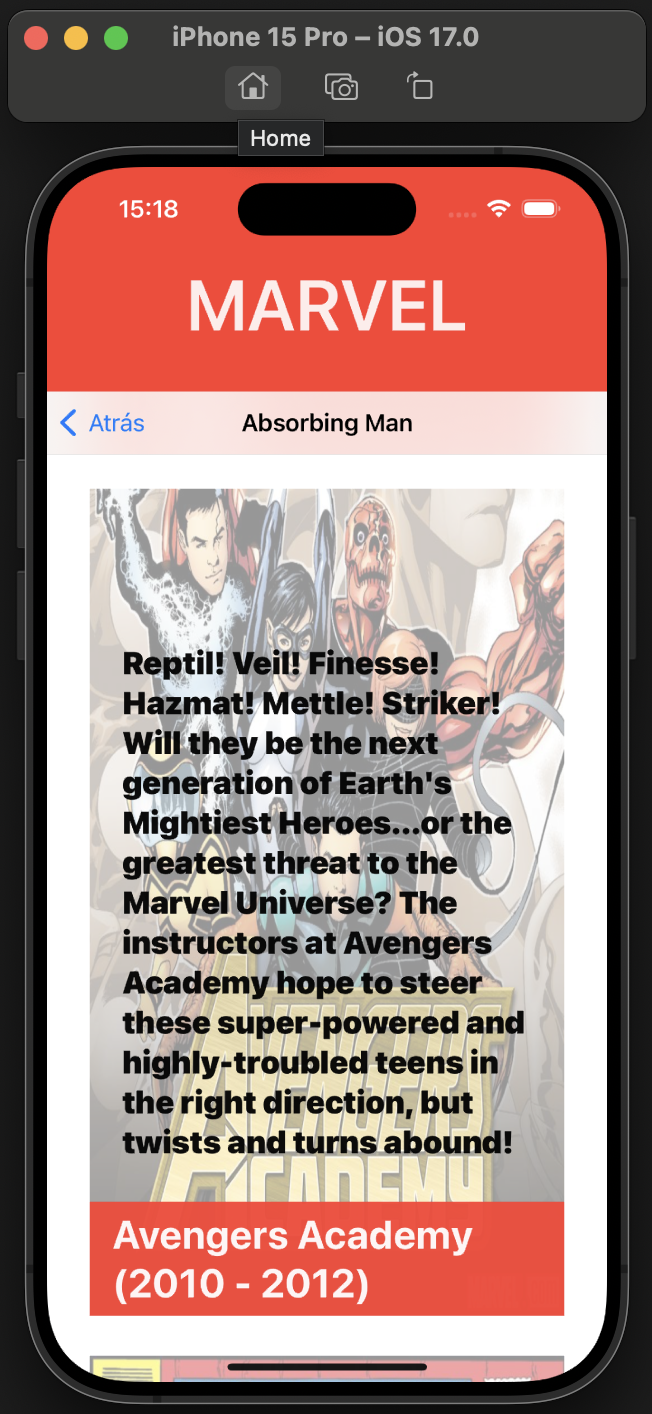 iPhone 15 Pro – iOS 17.0
Home
15:18
MARVEL
Atrás
Absorbing Man
Reptil! Veil! Finesse!
Hazmat! Mettle! Striker!
Will they be the next
generation of Earth's
Mightiest Heroes...or the
greatest threat to the
Marvel Universe? The
instructors at Avengers
Academy hope to steer
these super-powered and
highly-troubled teens in
the right direction, but
twists and turns abound!
AVENGERS
ACADEMY
Avengers Academy
(2010 - 2012)